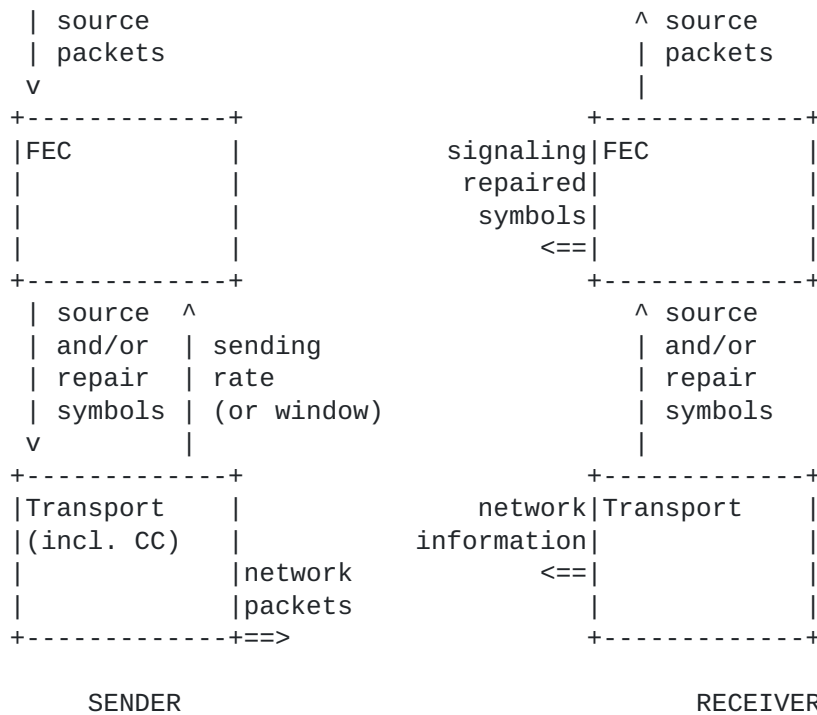 | source                                ^ source
 | packets                               | packets
 v                                       |
+-------------+                       +-------------+
|FEC          |              signaling|FEC          |
|             |               repaired|             |
|             |                symbols|             |
|             |                    <==|             |
+-------------+                       +-------------+
 | source  ^                             ^ source
 | and/or  | sending                     | and/or
 | repair  | rate                        | repair
 | symbols | (or window)                 | symbols
 v         |                             |
+-------------+                       +-------------+
|Transport    |                network|Transport    |
|(incl. CC)   |            information|             |
|             |network             <==|             |
|             |packets                |             |
+-------------+==>                    +-------------+
     SENDER                                RECEIVER